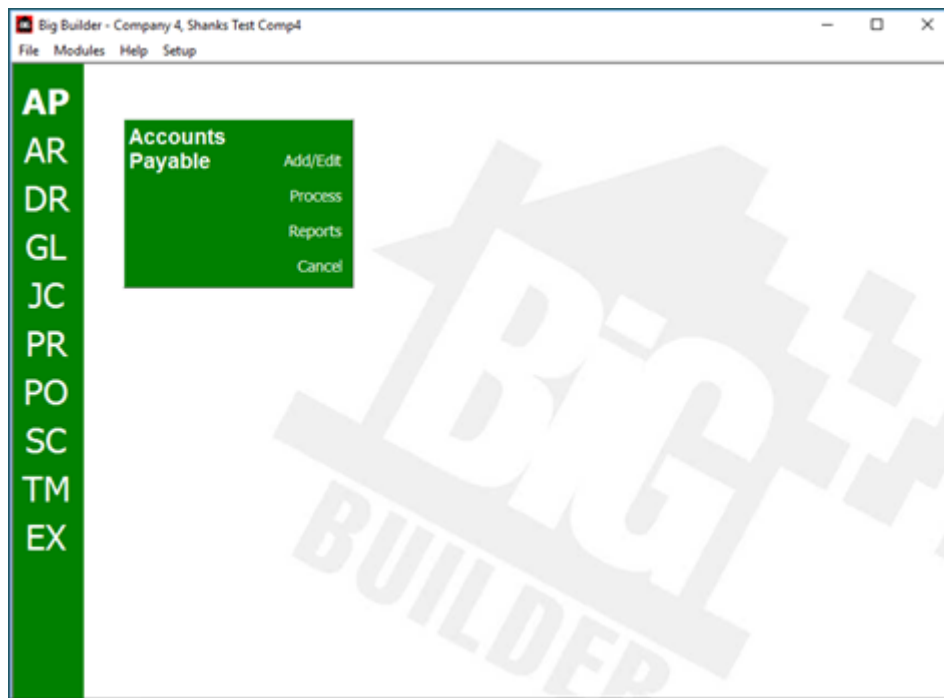 Big Builder - Company 4, Shanks Test Comp4
File Modules Help Setup
AP
AR
DR
GL
JC
PR
PO
SC
TM
EX
Accounts
Payable
Add/Edit
Process
Reports
Cancel
BiG
BUILDER